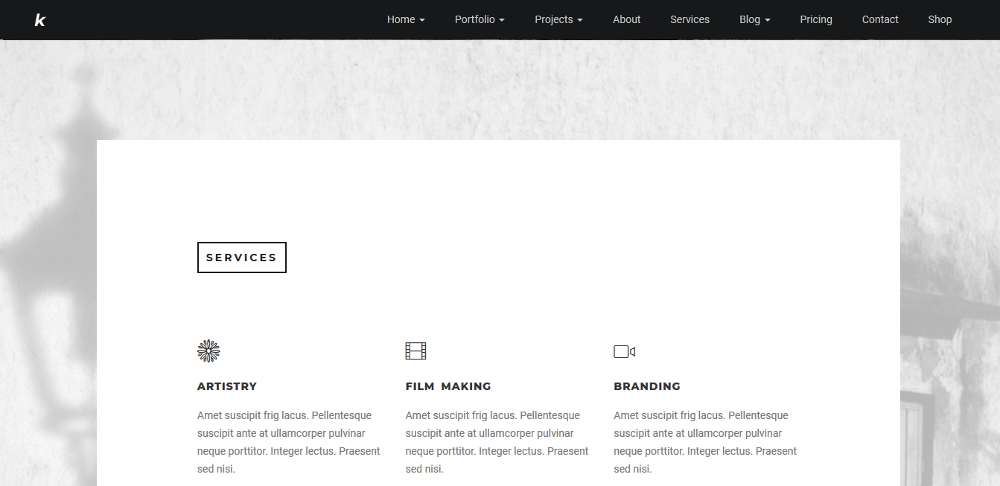 k
Home Portfolio Projects About Services Blog Pricing Contact Shop
SERVICES
ARTISTRY
Amet suscipit frig lacus. Pellentesque
suscipit ante at ullamcorper pulvinar
neque porttitor. Integer lectus. Praesent
sed nisi.
FILM MAKING
Amet suscipit frig lacus. Pellentesque
suscipit ante at ullamcorper pulvinar
neque porttitor. Integer lectus. Praesent
sed nisi.
BRANDING
Amet suscipit frig lacus. Pellentesque
suscipit ante at ullamcorper pulvinar
neque porttitor. Integer lectus. Praesent
sed nisi.